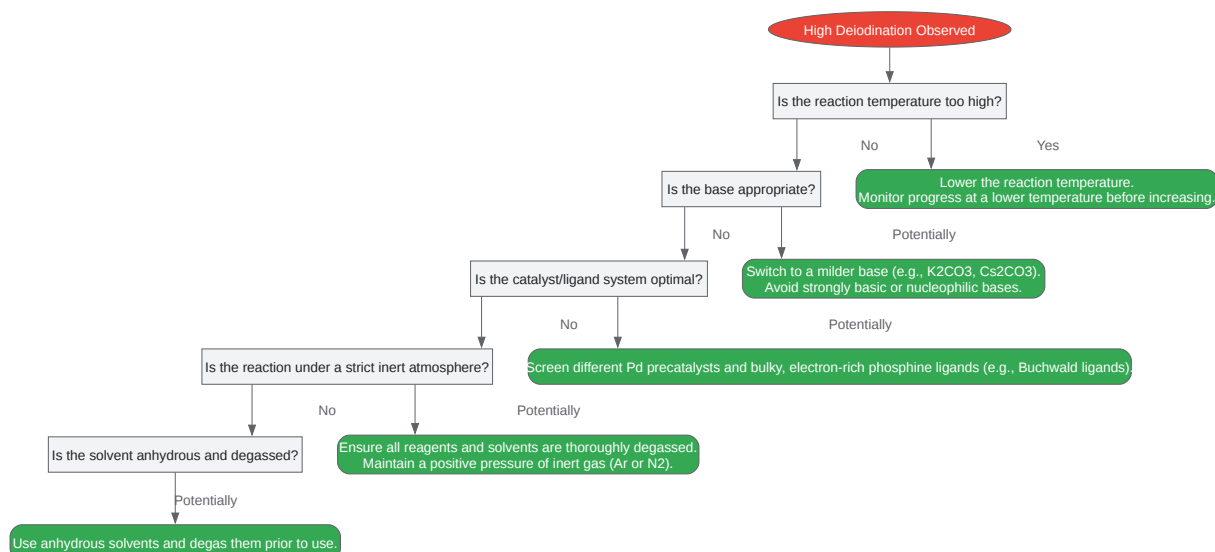 High Deiodination Observed
Is the reaction temperature too high?
No
Yes
Is the base appropriate?
Lower the reaction temperature.
Monitor progress at a lower temperature before increasing.
No
Potentially
Is the catalyst/ligand system optimal?
Switch to a milder base (e.g., K2CO3, Cs2CO3).
Avoid strongly basic or nucleophilic bases.
No
Potentially
Is the reaction under a strict inert atmosphere?
Screen different Pd precatalysts and bulky, electron-rich phosphine ligands (e.g., Buchwald ligands).
No
Potentially
Is the solvent anhydrous and degassed?
Ensure all reagents and solvents are thoroughly degassed.
Maintain a positive pressure of inert gas (Ar or N2).
Potentially
Use anhydrous solvents and degas them prior to use.